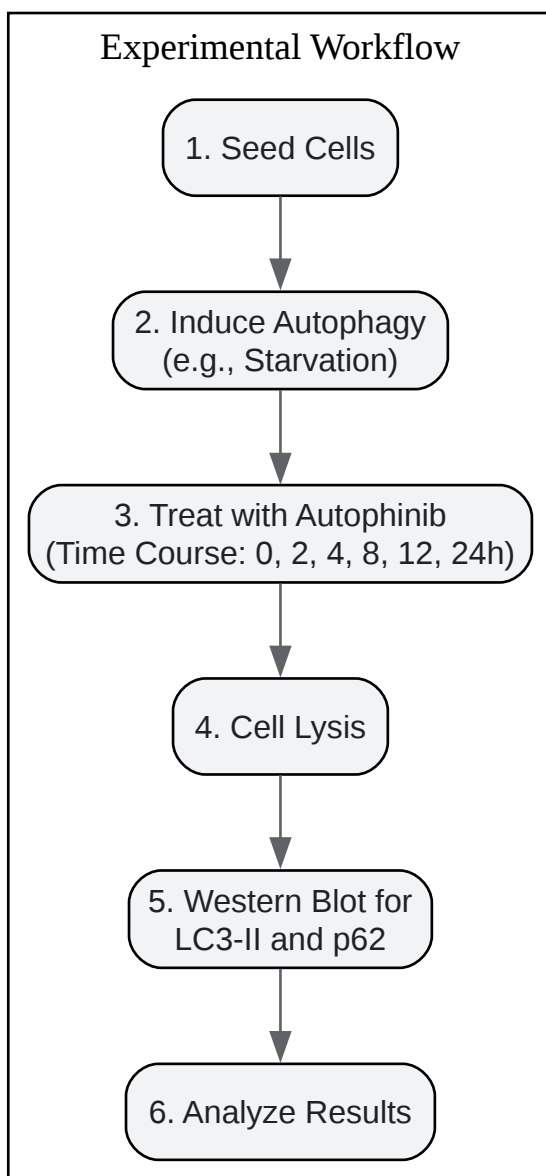 Experimental Workflow
1. Seed Cells
2. Induce Autophagy
(e.g., Starvation)
3. Treat with Autophinib
(Time Course: 0, 2, 4, 8, 12, 24h)
4. Cell Lysis
5. Western Blot for
LC3-II and p62
6. Analyze Results